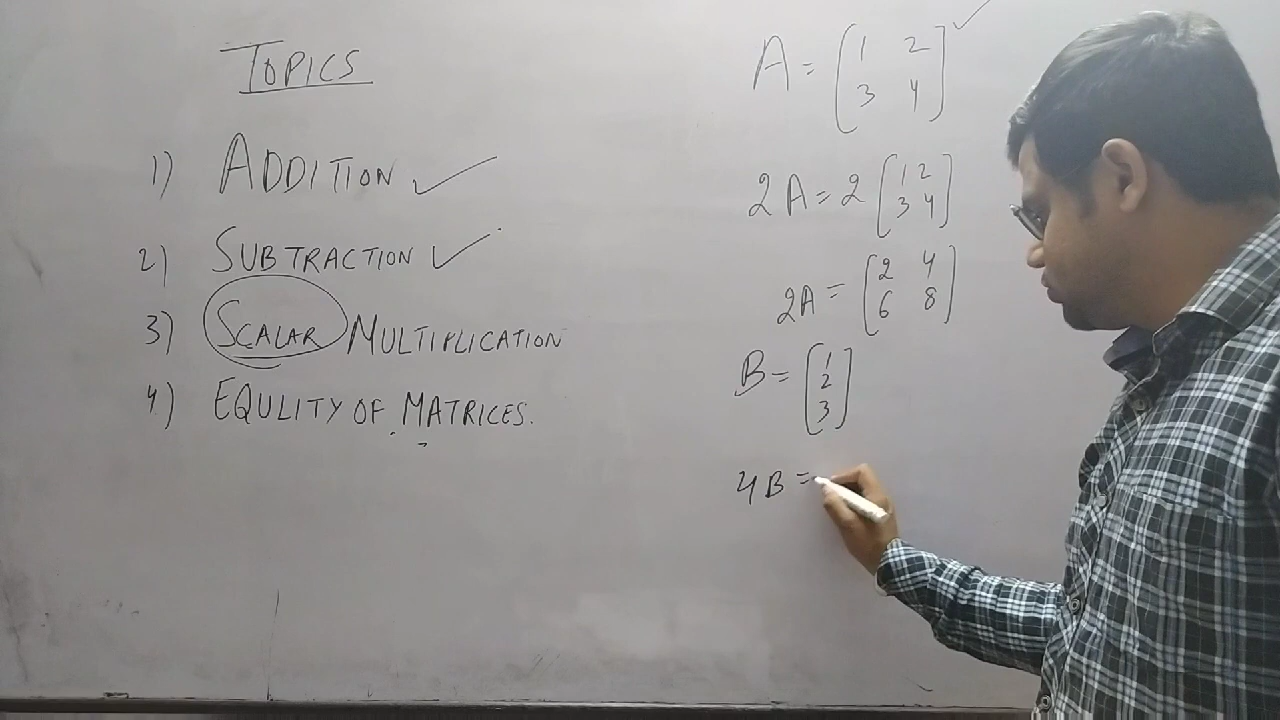 TOPICS
1) ADDITION ✓
2) SUBTRACTION ✓
3) SCALAR MULTIPLICATION
4) EQULITY OF MATRICES.
A = [1 2
3 4] ✓
2A = 2 [1 2
3 4]
2A = [2 4
6 8]
B = [1
2
3]
4B =